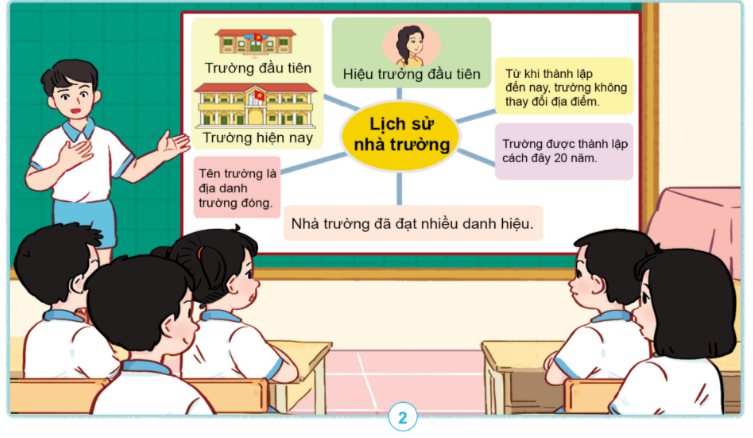 Trường đầu tiên
Trường hiện nay
Hiệu trưởng đầu tiên
Từ khi thành lập
đến nay, trường không
thay đổi địa điểm.
Lịch sử
nhà trường
Trường được thành lập
cách đây 20 năm.
Tên trường là
địa danh
trường đóng.
Nhà trường đã đạt nhiều danh hiệu.
2